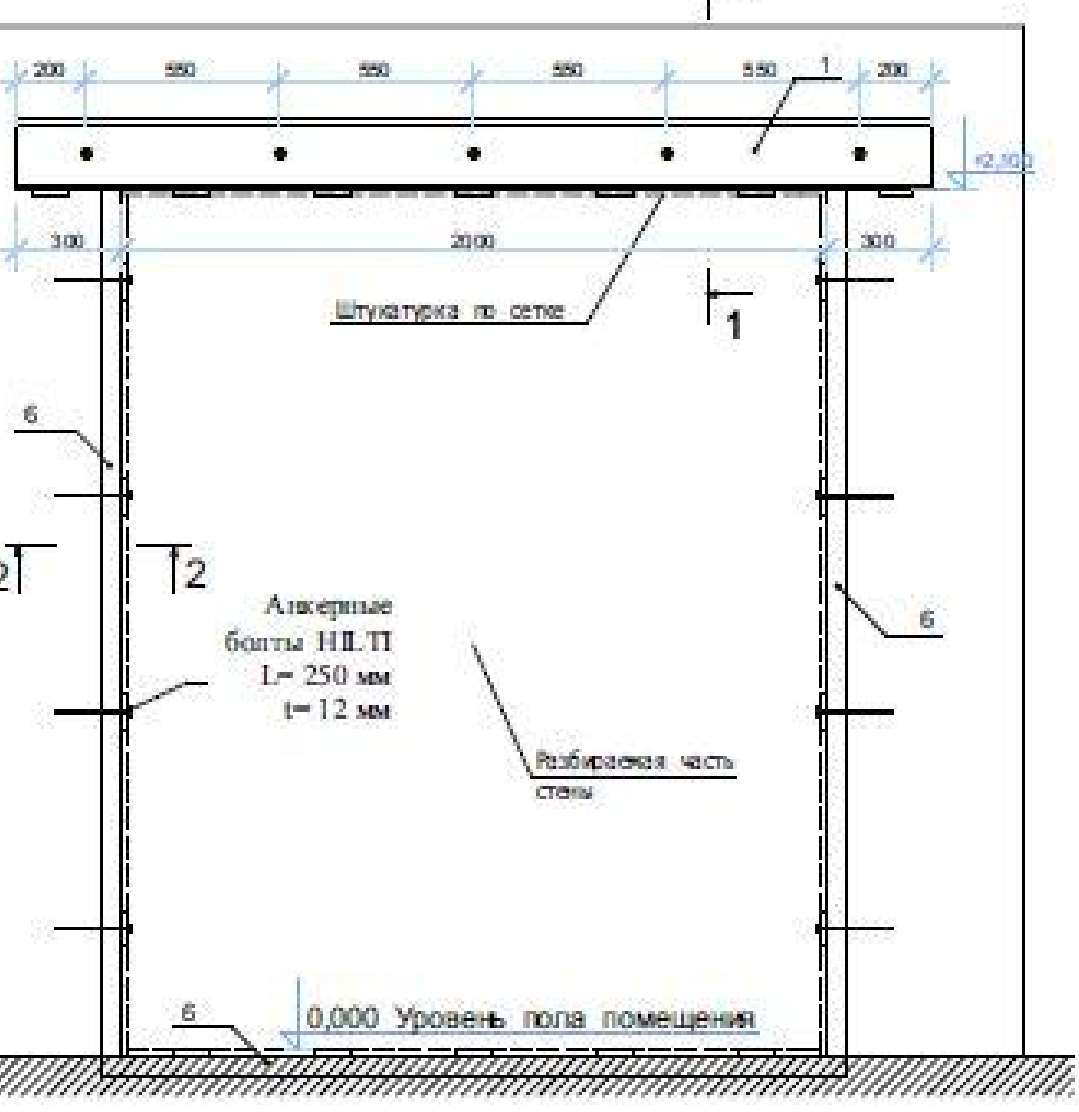 200 550 550 550 550 200
1
+2,100
300 2000 300
Штукатурка по сетке
1
6
2 2
Анкерные
болты HILTI
L= 250 мм
t= 12 мм
6
Разбираемая часть
стены
6
0,000 Уровень пола помещения